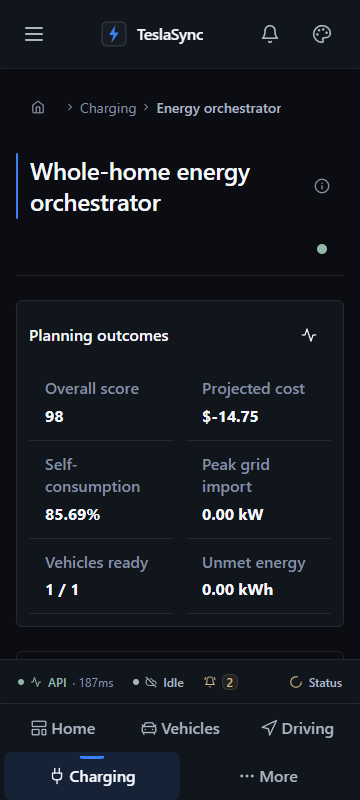 TeslaSync
Charging
Energy orchestrator
Whole-home energy
orchestrator
Planning outcomes
Overall score
98
Projected cost
$-14.75
Self-
consumption
85.69%
Peak grid
import
0.00 kW
Vehicles ready
1 / 1
Unmet energy
0.00 kWh
API · 187ms
Idle
2
Status
Home
Vehicles
Driving
Charging
More